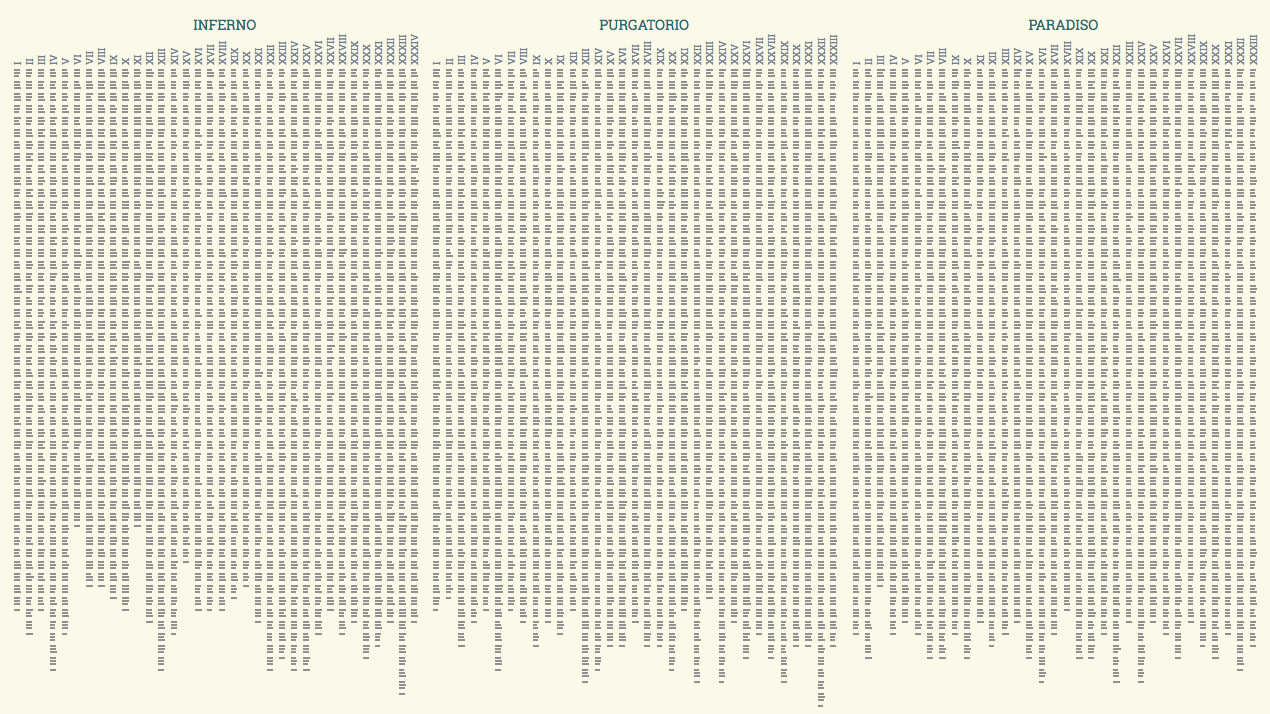 INFERNO
I II III IV V VI VII VIII IX X XI XII XIII XIV XV XVI XVII XVIII XIX XX XXI XXII XXIII XXIV XXV XXVI XXVII XXVIII XXIX XXX XXXI XXXII XXXIII XXXIV
PURGATORIO
I II III IV V VI VII VIII IX X XI XII XIII XIV XV XVI XVII XVIII XIX XX XXI XXII XXIII XXIV XXV XXVI XXVII XXVIII XXIX XXX XXXI XXXII XXXIII
PARADISO
I II III IV V VI VII VIII IX X XI XII XIII XIV XV XVI XVII XVIII XIX XX XXI XXII XXIII XXIV XXV XXVI XXVII XXVIII XXIX XXX XXXI XXXII XXXIII